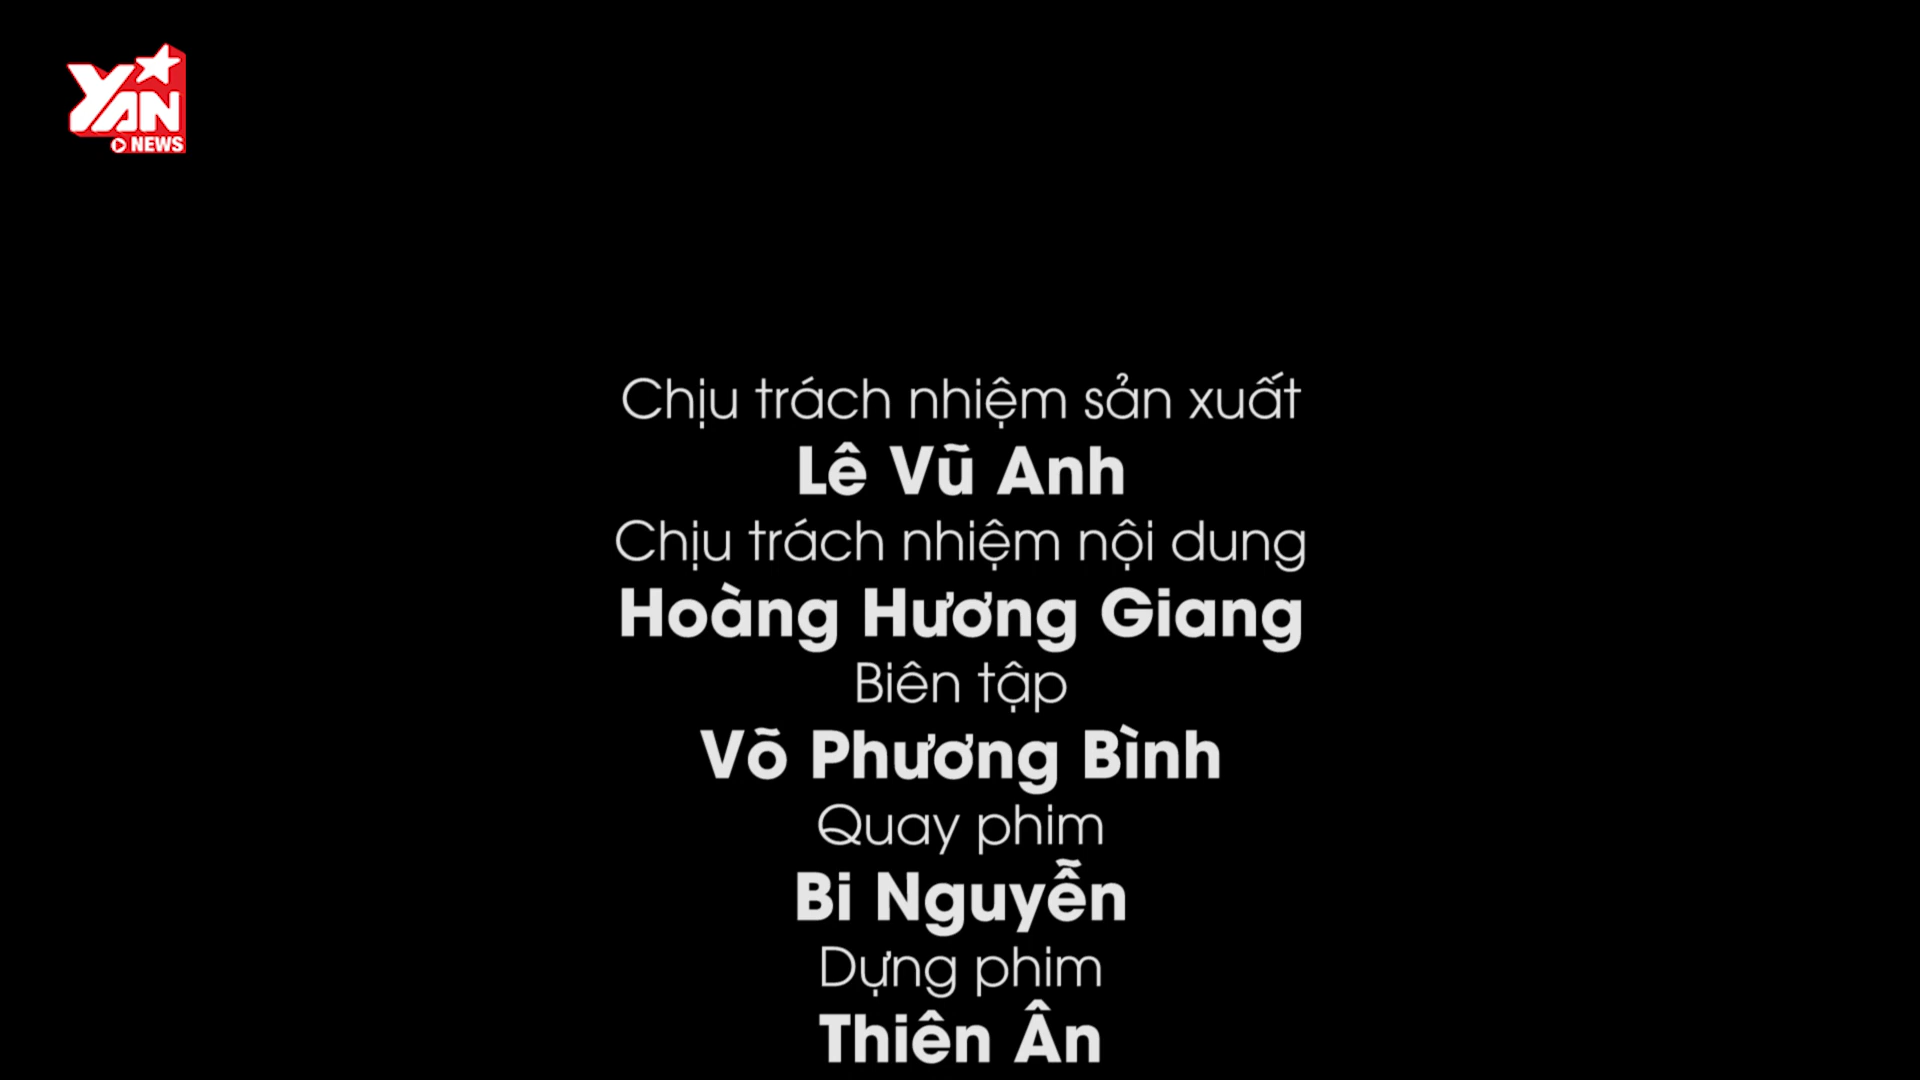 YAN
NEWS
Chịu trách nhiệm sản xuất
Lê Vũ Anh
Chịu trách nhiệm nội dung
Hoàng Hương Giang
Biên tập
Võ Phương Bình
Quay phim
Bi Nguyễn
Dựng phim
Thiên Ân